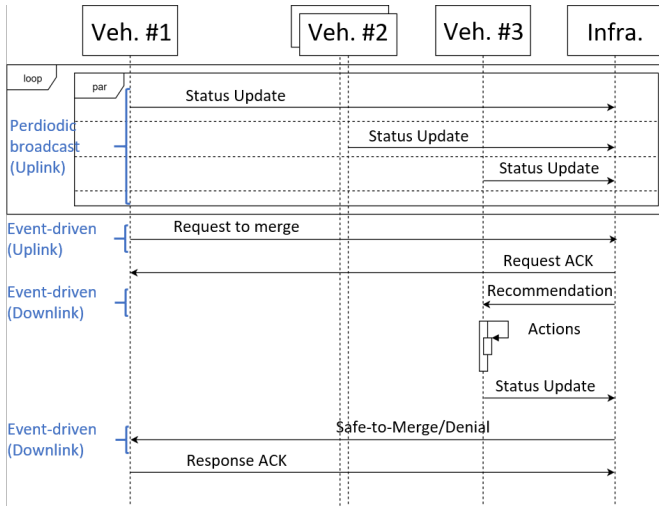 Veh. #1
Veh. #2
Veh. #3
Infra.
loop
par
Status Update
Perdiodic
broadcast
(Uplink)
Status Update
Status Update
Event-driven
(Uplink)
Request to merge
Request ACK
Event-driven
(Downlink)
Recommendation
Actions
Status Update
Event-driven
(Downlink)
Safe-to-Merge/Denial
Response ACK